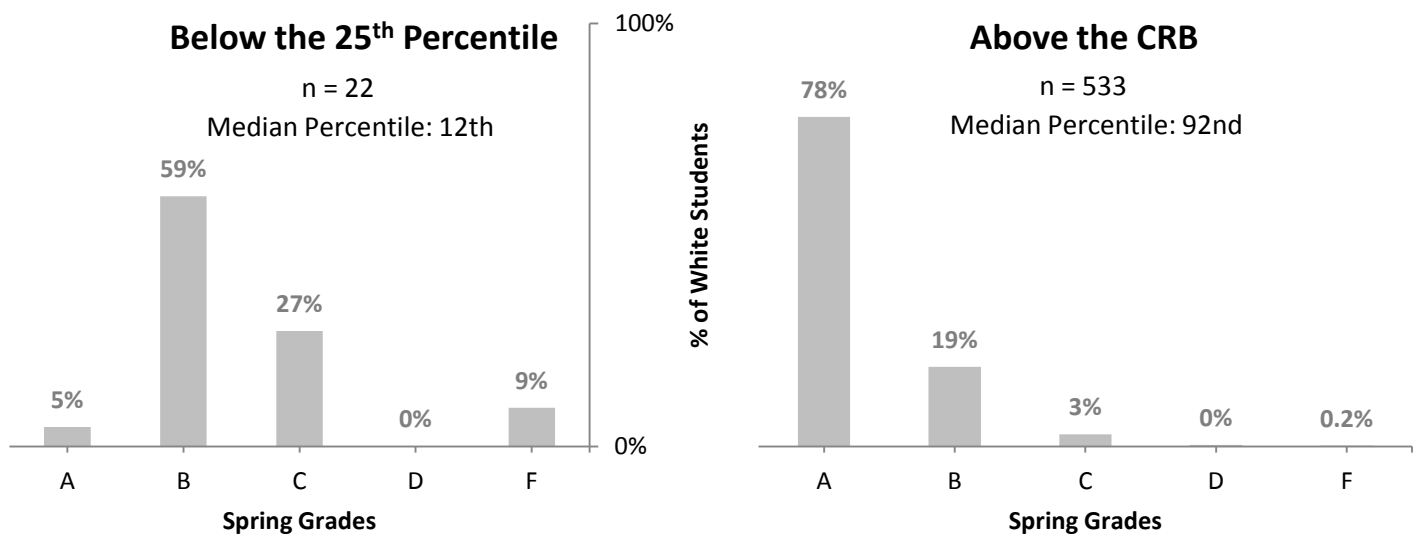 Below the 25th Percentile
n = 22
Median Percentile: 12th
59%
27%
5%
0%
9%
A B C D F
Spring Grades
100%
0%
% of White Students
Above the CRB
n = 533
Median Percentile: 92nd
78%
19%
3%
0%
0.2%
A B C D F
Spring Grades